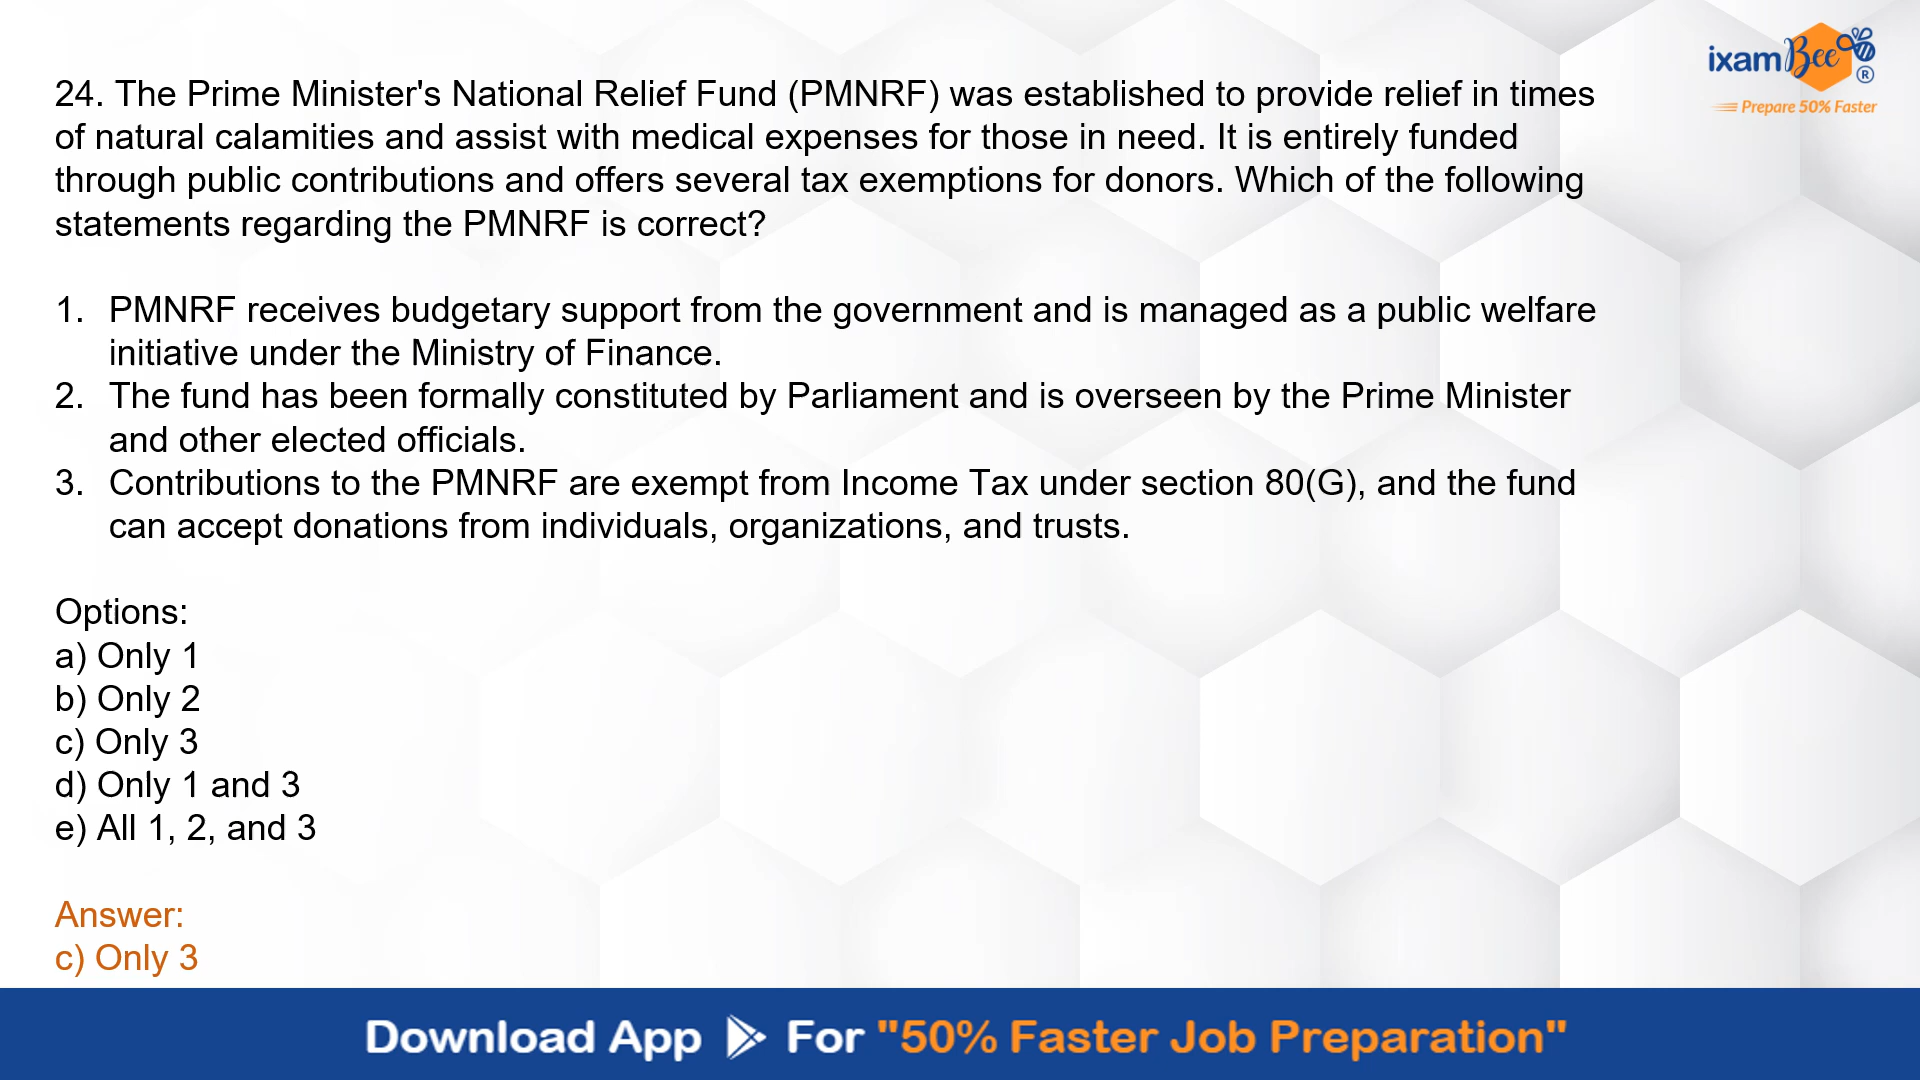 ixamBee®
Prepare 50% Faster
24. The Prime Minister's National Relief Fund (PMNRF) was established to provide relief in times
of natural calamities and assist with medical expenses for those in need. It is entirely funded
through public contributions and offers several tax exemptions for donors. Which of the following
statements regarding the PMNRF is correct?
1. PMNRF receives budgetary support from the government and is managed as a public welfare
initiative under the Ministry of Finance.
2. The fund has been formally constituted by Parliament and is overseen by the Prime Minister
and other elected officials.
3. Contributions to the PMNRF are exempt from Income Tax under section 80(G), and the fund
can accept donations from individuals, organizations, and trusts.
Options:
a) Only 1
b) Only 2
c) Only 3
d) Only 1 and 3
e) All 1, 2, and 3
Answer:
c) Only 3
Download App For "50% Faster Job Preparation"